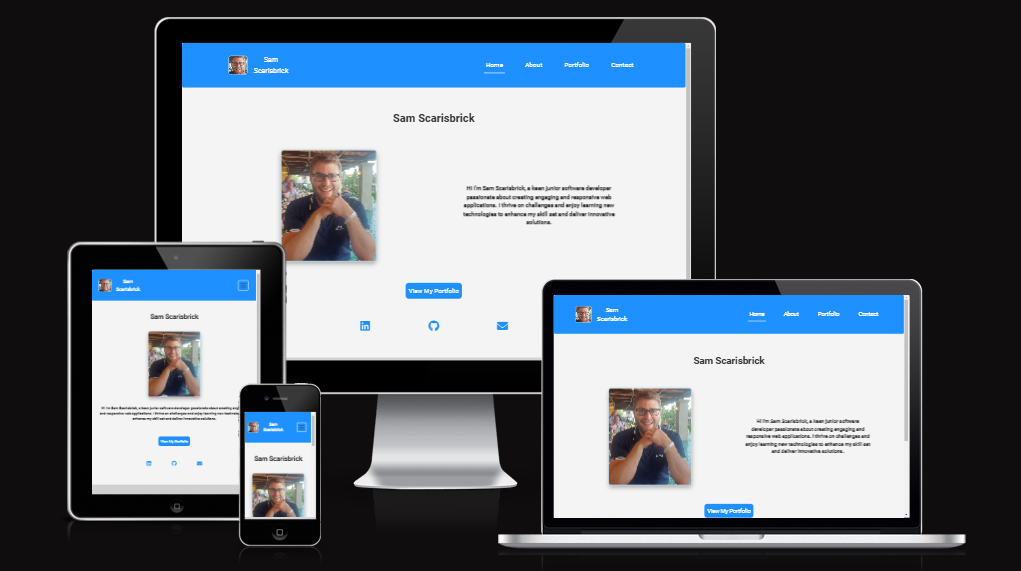 Sam
Scarisbrick
Home
About
Portfolio
Contact
Sam Scarisbrick
Hi I'm Sam Scarisbrick, a keen junior software developer
passionate about creating engaging and responsive web
applications. I thrive on challenges and enjoy learning new
technologies to enhance my skill set and deliver innovative
solutions.
View My Portfolio
in
Sam
Scarisbrick
Sam Scarisbrick
Hi I'm Sam Scarisbrick, a keen junior software developer passionate about creating
and responsive web applications. I thrive on challenges and enjoy learning new
enhance my skill set and deliver innovative solutions.
View My Portfolio
in
Sam
Scarisbrick
Sam Scarisbrick
Sam
Scarisbrick
Home
About
Portfolio
Contact
Sam Scarisbrick
Hi I'm Sam Scarisbrick, a keen junior software
developer passionate about creating engaging and
responsive web applications. I thrive on challenges and
enjoy learning new technologies to enhance my skill set
and deliver innovative solutions.
View My Portfolio